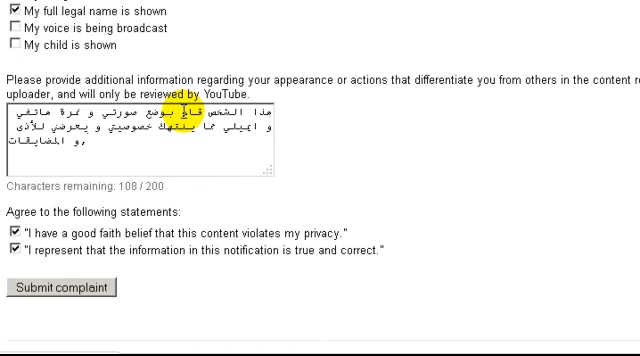 My full legal name is shown
My voice is being broadcast
My child is shown
Please provide additional information regarding your appearance or actions that differentiate you from others in the content
uploader, and will only be reviewed by YouTube.
هذا الشخص قام بوضع صورتي و نمرة هاتفي
و اميلي مما ينتهك خصوصيتي و يعرضني للأذى
و المضايقات,
Characters remaining: 108 / 200
Agree to the following statements:
"I have a good faith belief that this content violates my privacy."
"I represent that the information in this notification is true and correct."
Submit complaint